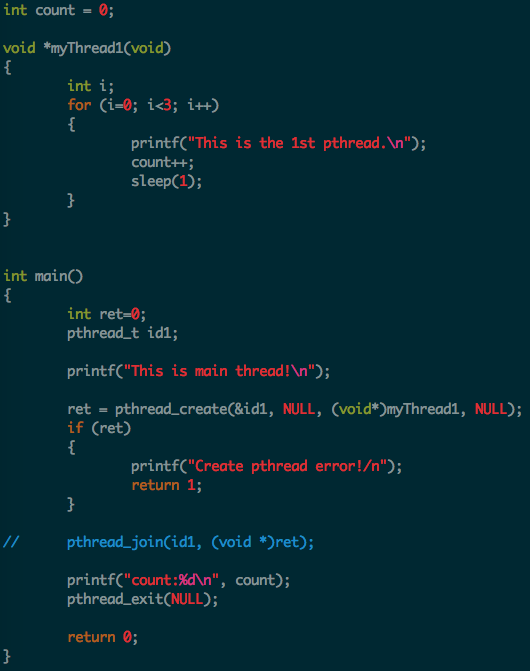 int count = 0;
void *myThread1(void)
{
int i;
for (i=0; i<3; i++)
{
printf("This is the 1st pthread.\n");
count++;
sleep(1);
}
}
int main()
{
int ret=0;
pthread_t id1;
printf("This is main thread!\n");
ret = pthread_create(&id1, NULL, (void*)myThread1, NULL);
if (ret)
{
printf("Create pthread error!/n");
return 1;
}
// pthread_join(id1, (void *)ret);
printf("count:%d\n", count);
pthread_exit(NULL);
return 0;
}